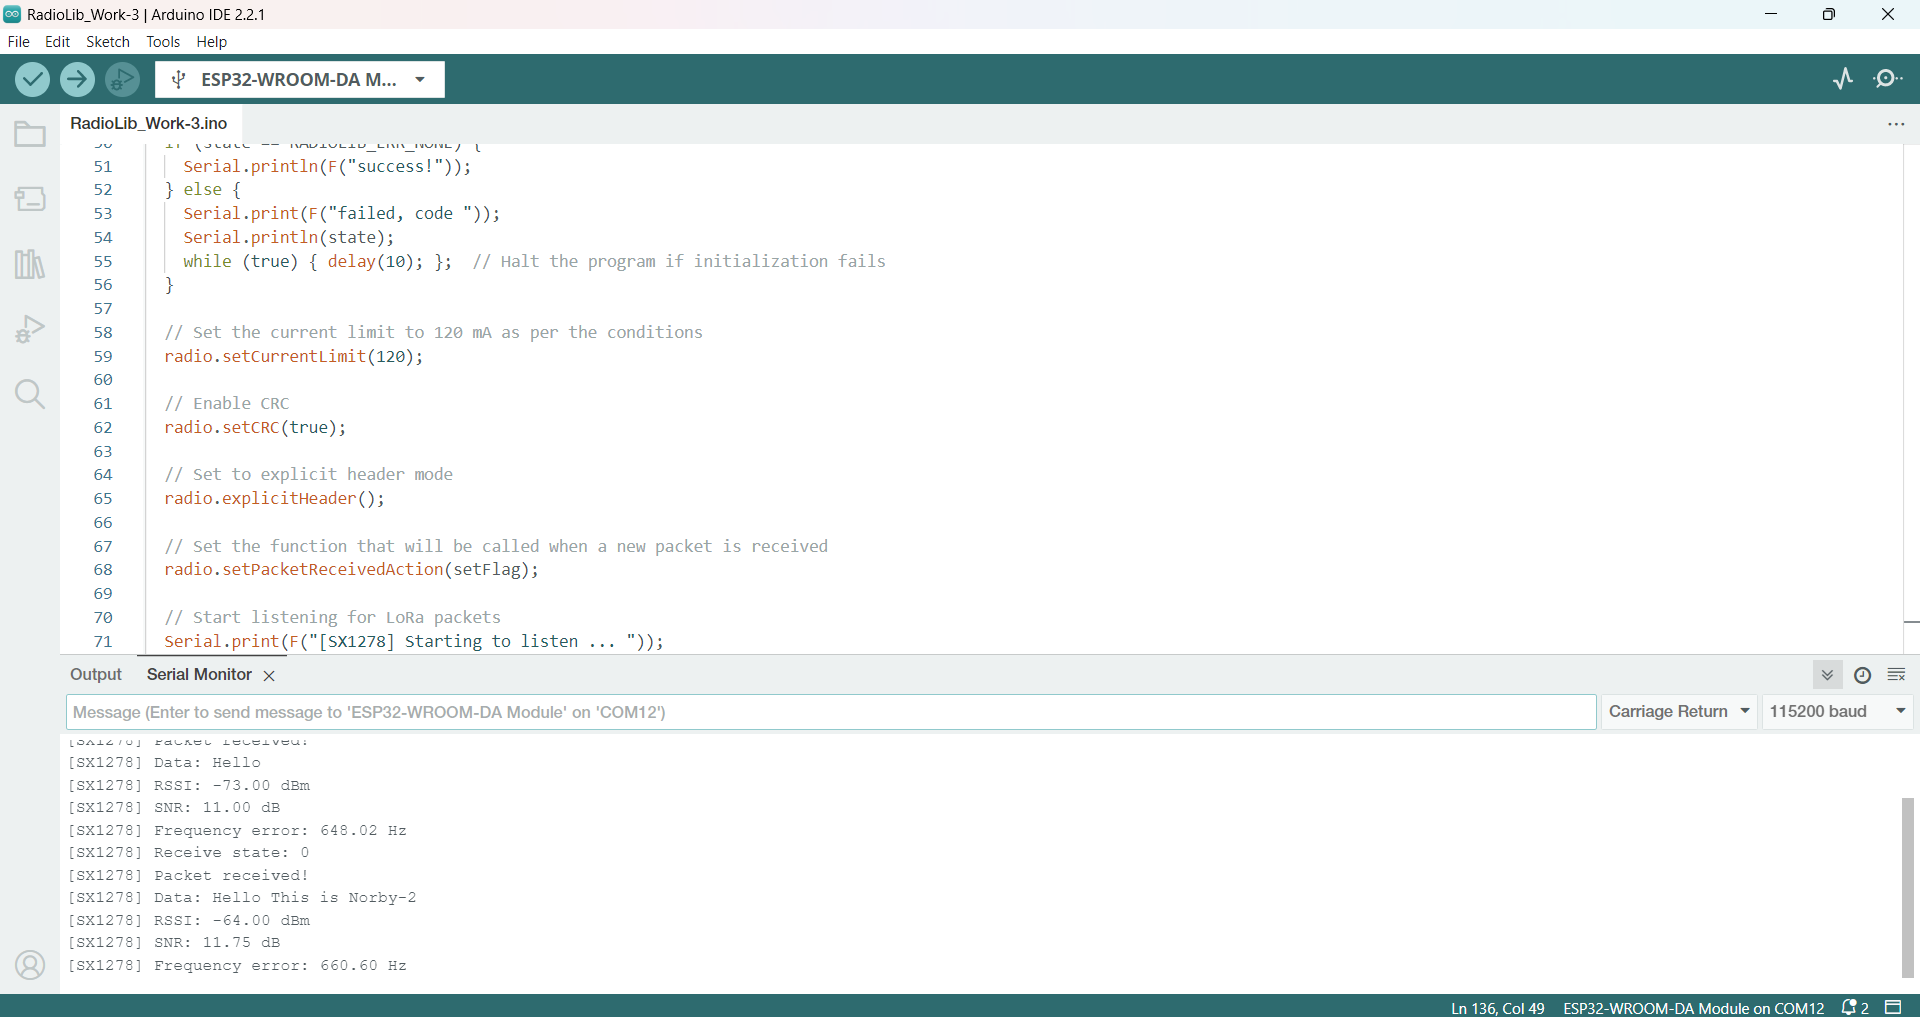 RadioLib_Work-3 | Arduino IDE 2.2.1
File Edit Sketch Tools Help
ESP32-WROOM-DA M...
RadioLib_Work-3.ino
50 if (state == RADIOLIB_ERR_NONE) {
51 Serial.println(F("success!"));
52 } else {
53 Serial.print(F("failed, code "));
54 Serial.println(state);
55 while (true) { delay(10); };  // Halt the program if initialization fails
56 }
57
58 // Set the current limit to 120 mA as per the conditions
59 radio.setCurrentLimit(120);
60
61 // Enable CRC
62 radio.setCRC(true);
63
64 // Set to explicit header mode
65 radio.explicitHeader();
66
67 // Set the function that will be called when a new packet is received
68 radio.setPacketReceivedAction(setFlag);
69
70 // Start listening for LoRa packets
71 Serial.print(F("[SX1278] Starting to listen ... "));
Output Serial Monitor
Message (Enter to send message to 'ESP32-WROOM-DA Module' on 'COM12') Carriage Return 115200 baud
[SX1278] Packet received!
[SX1278] Data: Hello
[SX1278] RSSI: -73.00 dBm
[SX1278] SNR: 11.00 dB
[SX1278] Frequency error: 648.02 Hz
[SX1278] Receive state: 0
[SX1278] Packet received!
[SX1278] Data: Hello This is Norby-2
[SX1278] RSSI: -64.00 dBm
[SX1278] SNR: 11.75 dB
[SX1278] Frequency error: 660.60 Hz
Ln 136, Col 49 ESP32-WROOM-DA Module on COM12 2